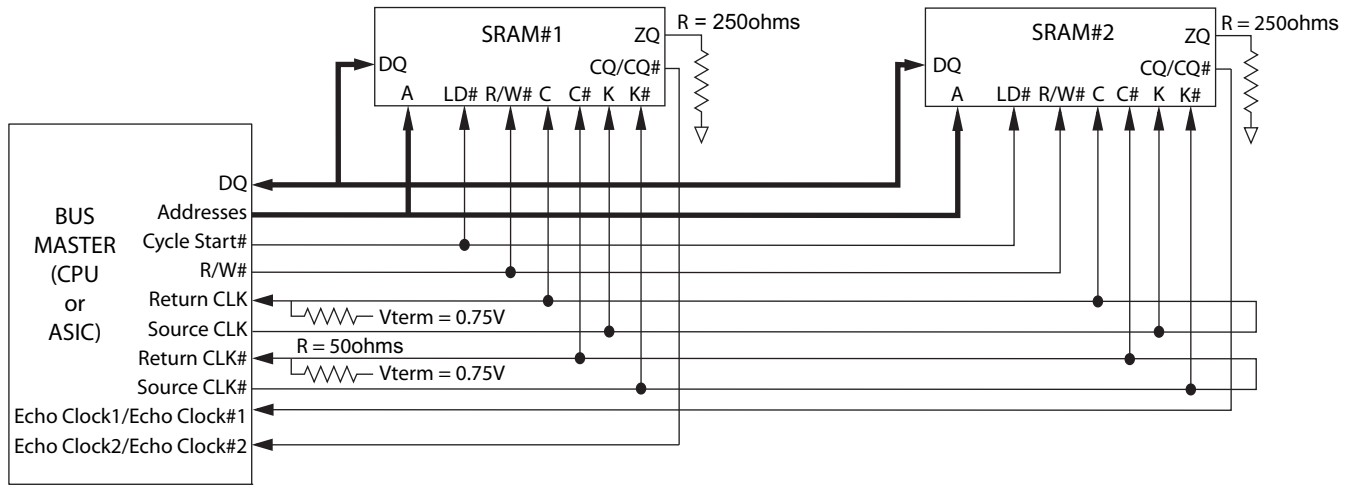 SRAM#1
ZQ
R = 250ohms
DQ
CQ/CQ#
A LD# R/W# C C# K K#
SRAM#2
ZQ
R = 250ohms
DQ
CQ/CQ#
A LD# R/W# C C# K K#
BUS
MASTER
(CPU
or
ASIC)
DQ
Addresses
Cycle Start#
R/W#
Return CLK
Source CLK
Return CLK#
Source CLK#
Echo Clock1/Echo Clock#1
Echo Clock2/Echo Clock#2
Vterm = 0.75V
R = 50ohms
Vterm = 0.75V